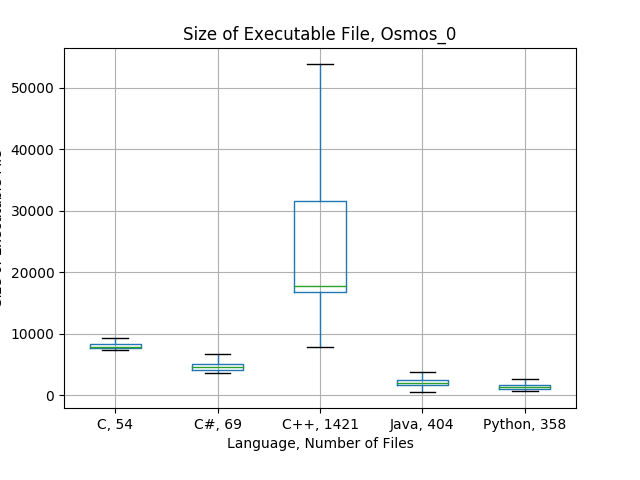 Size of Executable File, Osmos_0
50000
40000
30000
20000
10000
0
C, 54
C#, 69
C++, 1421
Java, 404
Python, 358
Language, Number of Files